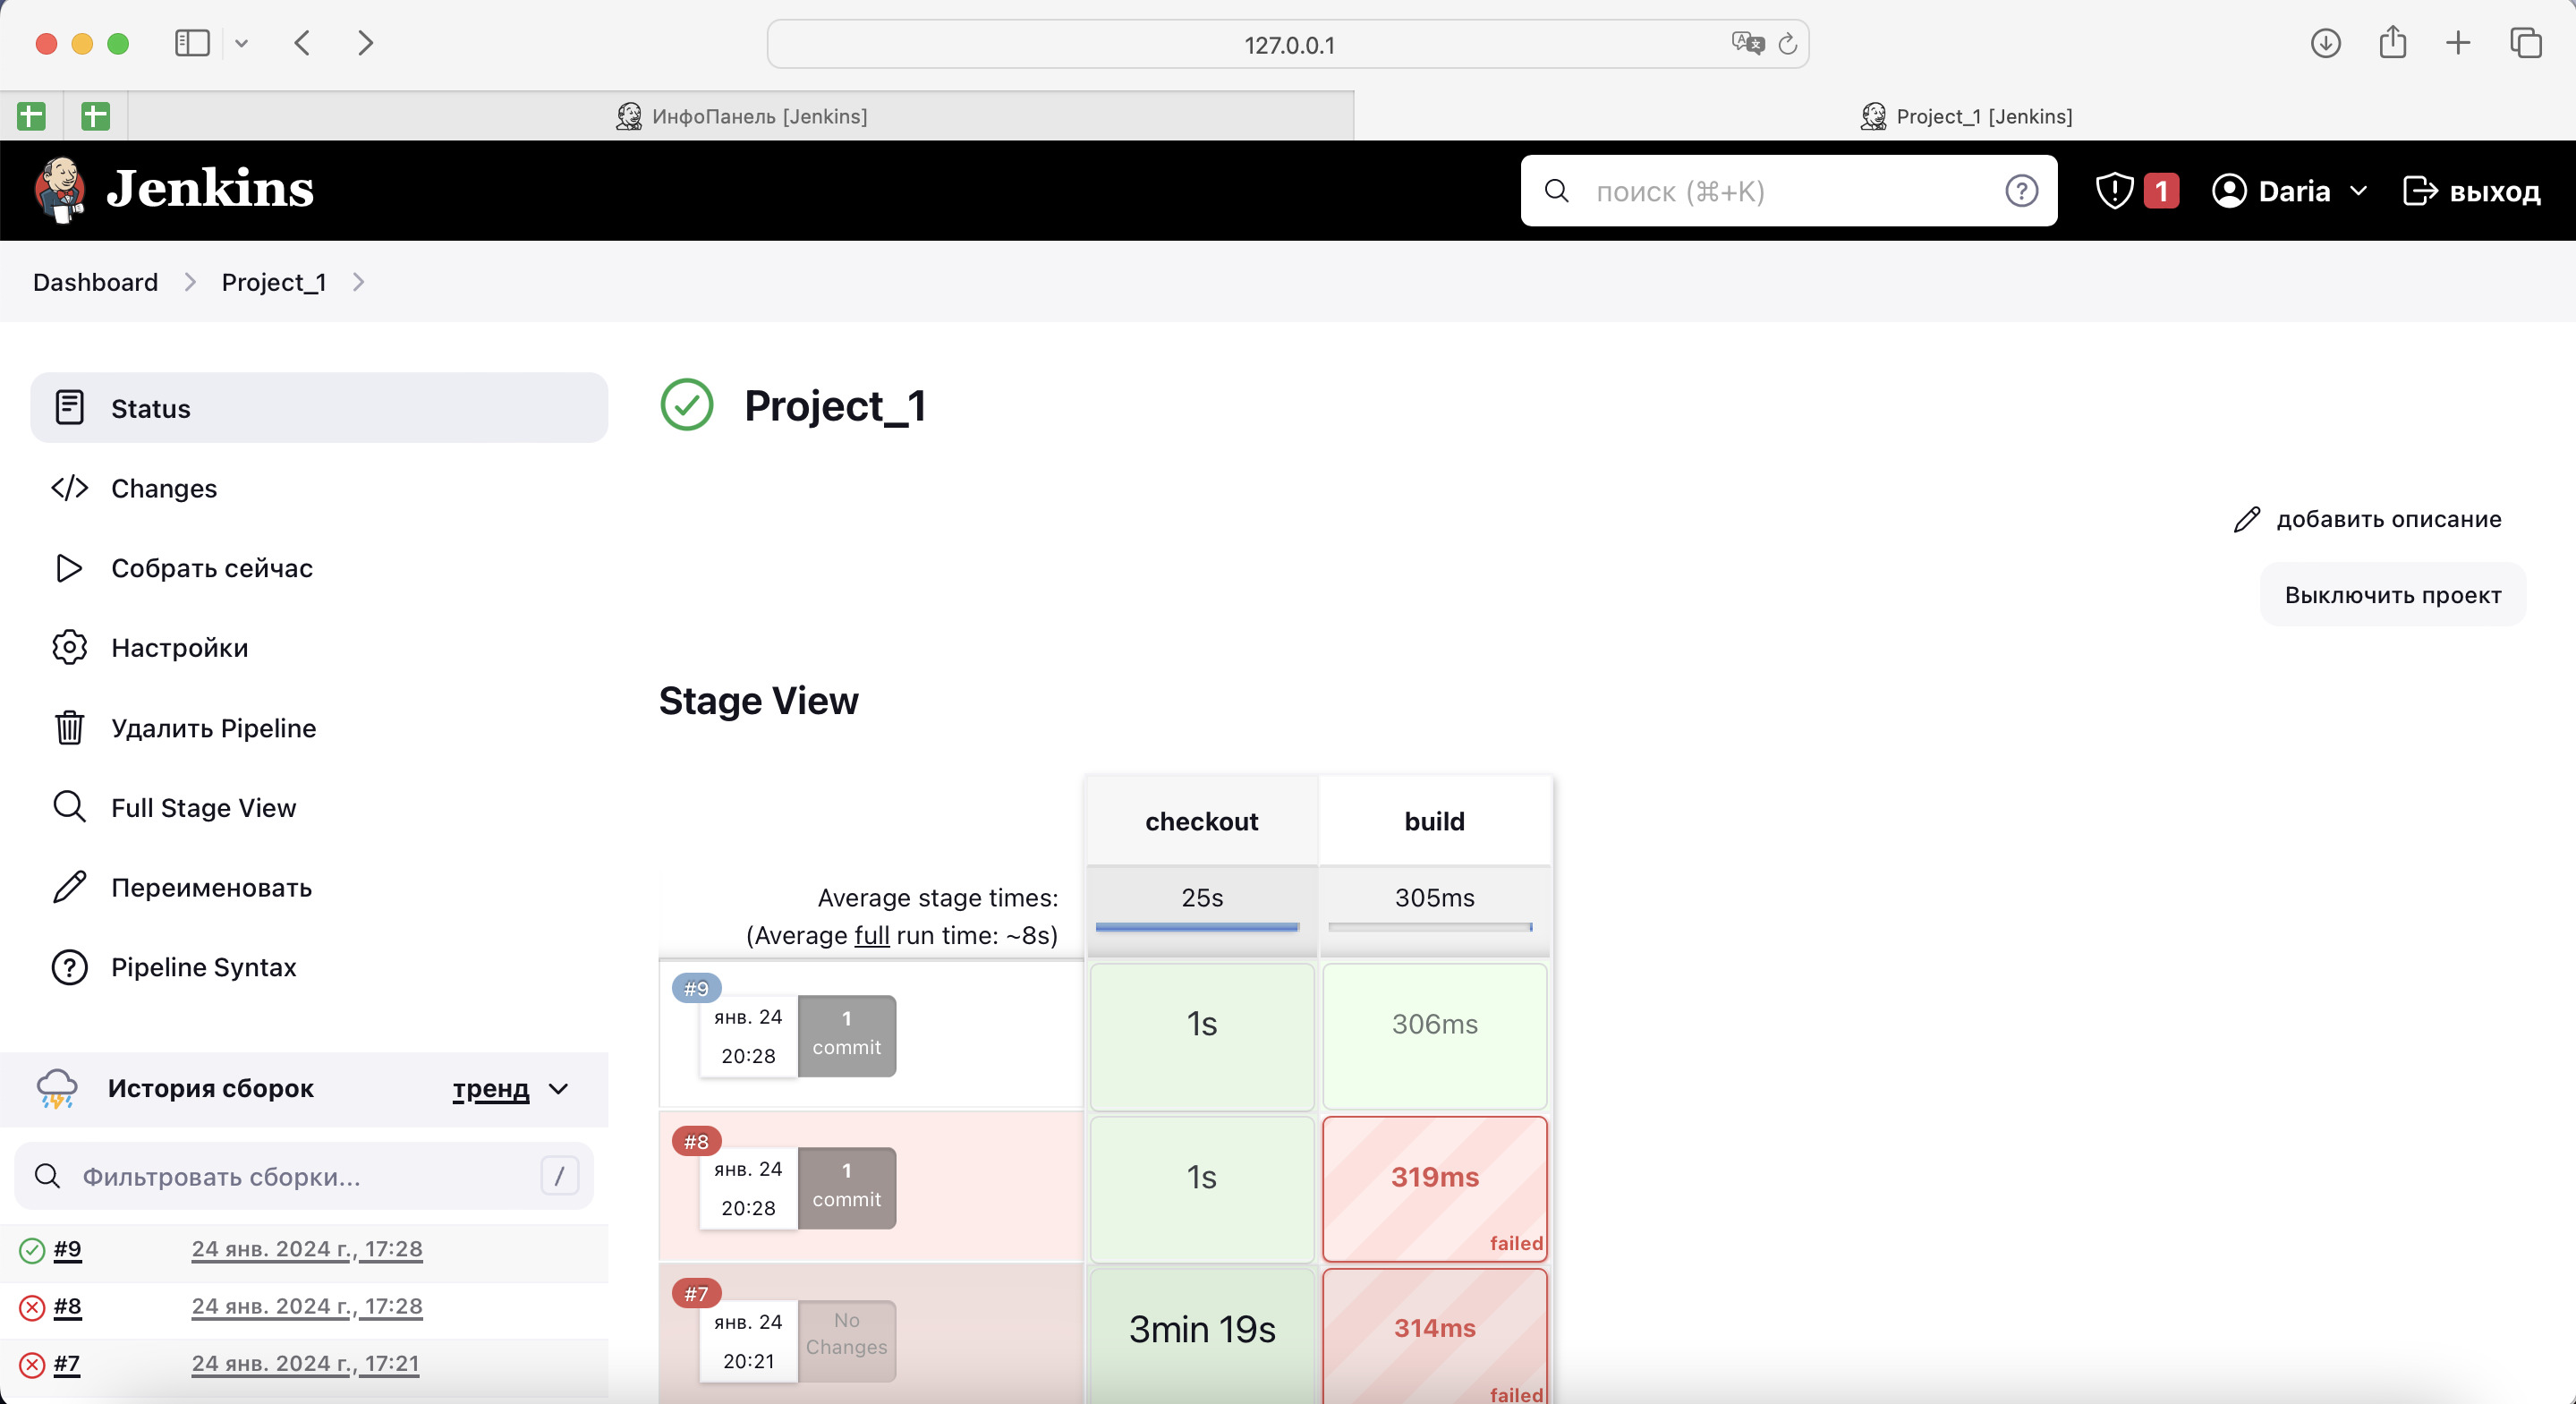 127.0.0.1
ИнфоПанель [Jenkins]
Project_1 [Jenkins]
Jenkins
поиск (⌘+K)
1
Daria
выход
Dashboard
Project_1
Status
Changes
Собрать сейчас
Настройки
Удалить Pipeline
Full Stage View
Переименовать
Pipeline Syntax
История сборок
тренд
Фильтровать сборки...
/
#9
24 янв. 2024 г., 17:28
#8
24 янв. 2024 г., 17:28
#7
24 янв. 2024 г., 17:21
Project_1
добавить описание
Выключить проект
Stage View
checkout
build
Average stage times:
(Average full run time: ~8s)
25s
305ms
#9
янв. 24
20:28
1
commit
1s
306ms
#8
янв. 24
20:28
1
commit
1s
319ms
failed
#7
янв. 24
20:21
No
Changes
3min 19s
314ms
failed